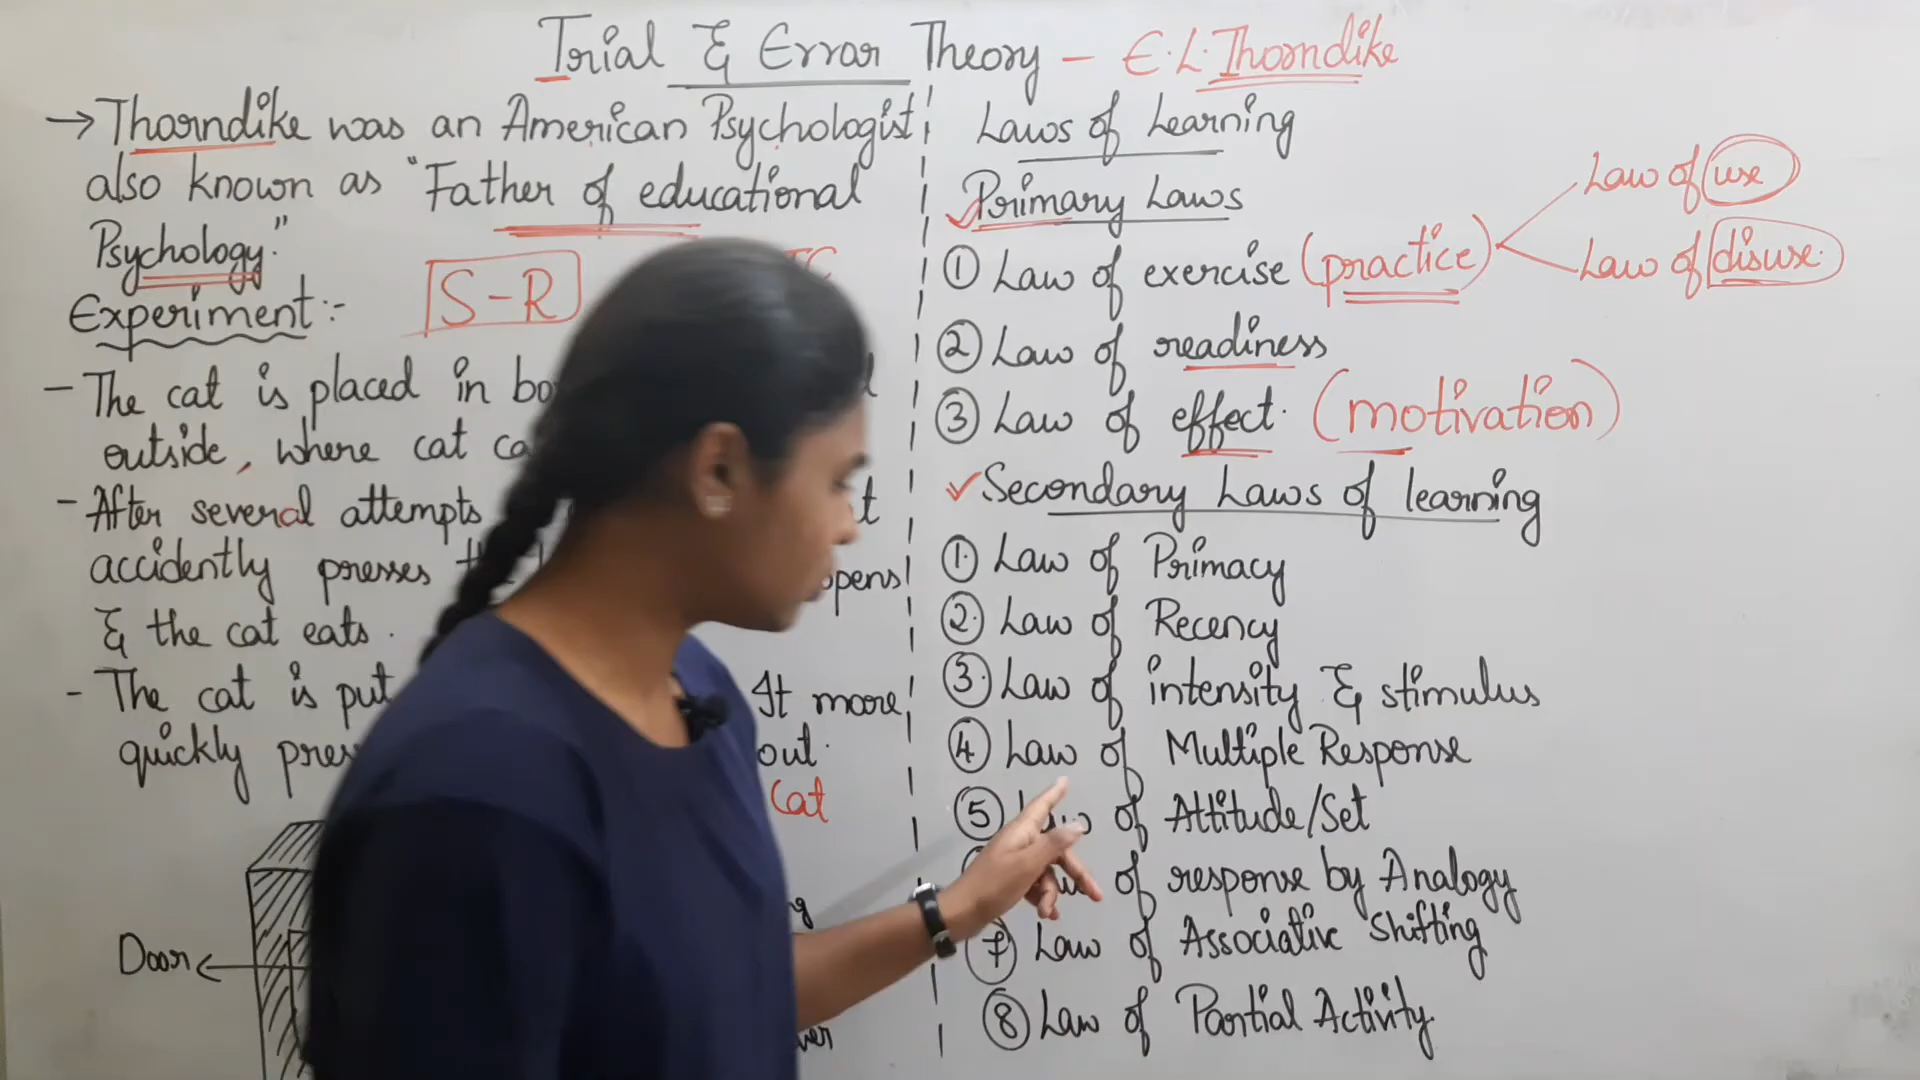 Trial & Error Theory - E.L. Thorndike
→ Thorndike was an American Psychologist
also known as "Father of educational
Psychology."
S-R
Experiment :-
- The cat is placed in
outside, where cat
- After several attempts
accidently presses opens
& the cat eats.
- The cat is put It more
quickly out.
Cat
Door
Laws of Learning
Primary Laws
① Law of exercise (practice)
Law of use
Law of disuse.
② Law of readiness
③ Law of effect. (motivation)
Secondary Laws of learning
①. Law of Primacy
②. Law of Recency
③. Law of intensity & stimulus
④ Law of Multiple Response
⑤ Law of Attitude/Set
Law of response by Analogy
⑦ Law of Associative Shifting
⑧ Law of Partial Activity